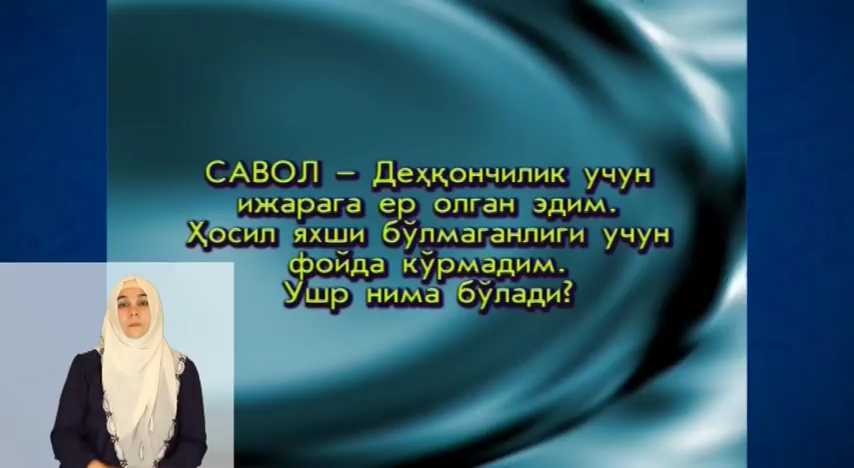 САВОЛ – Деҳқончилик учун
ижарага ер олган эдим.
Ҳосил яхши бўлмаганлиги учун
фойда кўрмадим.
Ушр нима бўлади?